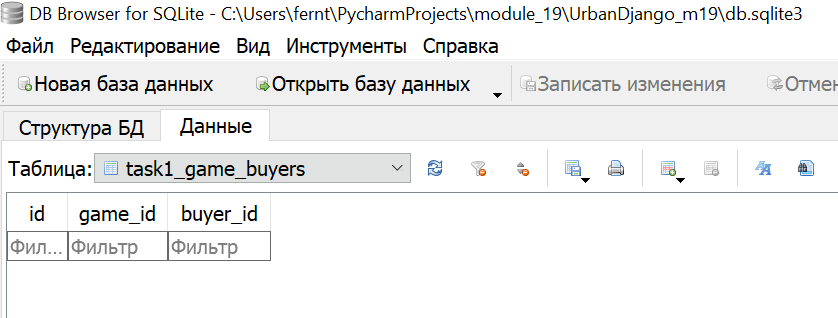 DB Browser for SQLite - C:\Users\fernt\PycharmProjects\module_19\UrbanDjango_m19\db.sqlite3
Файл Редактирование Вид Инструменты Справка
Новая база данных Открыть базу данных Записать изменения Отмен
Структура БД Данные
Таблица: task1_game_buyers
id game_id buyer_id
Фил... Фильтр Фильтр